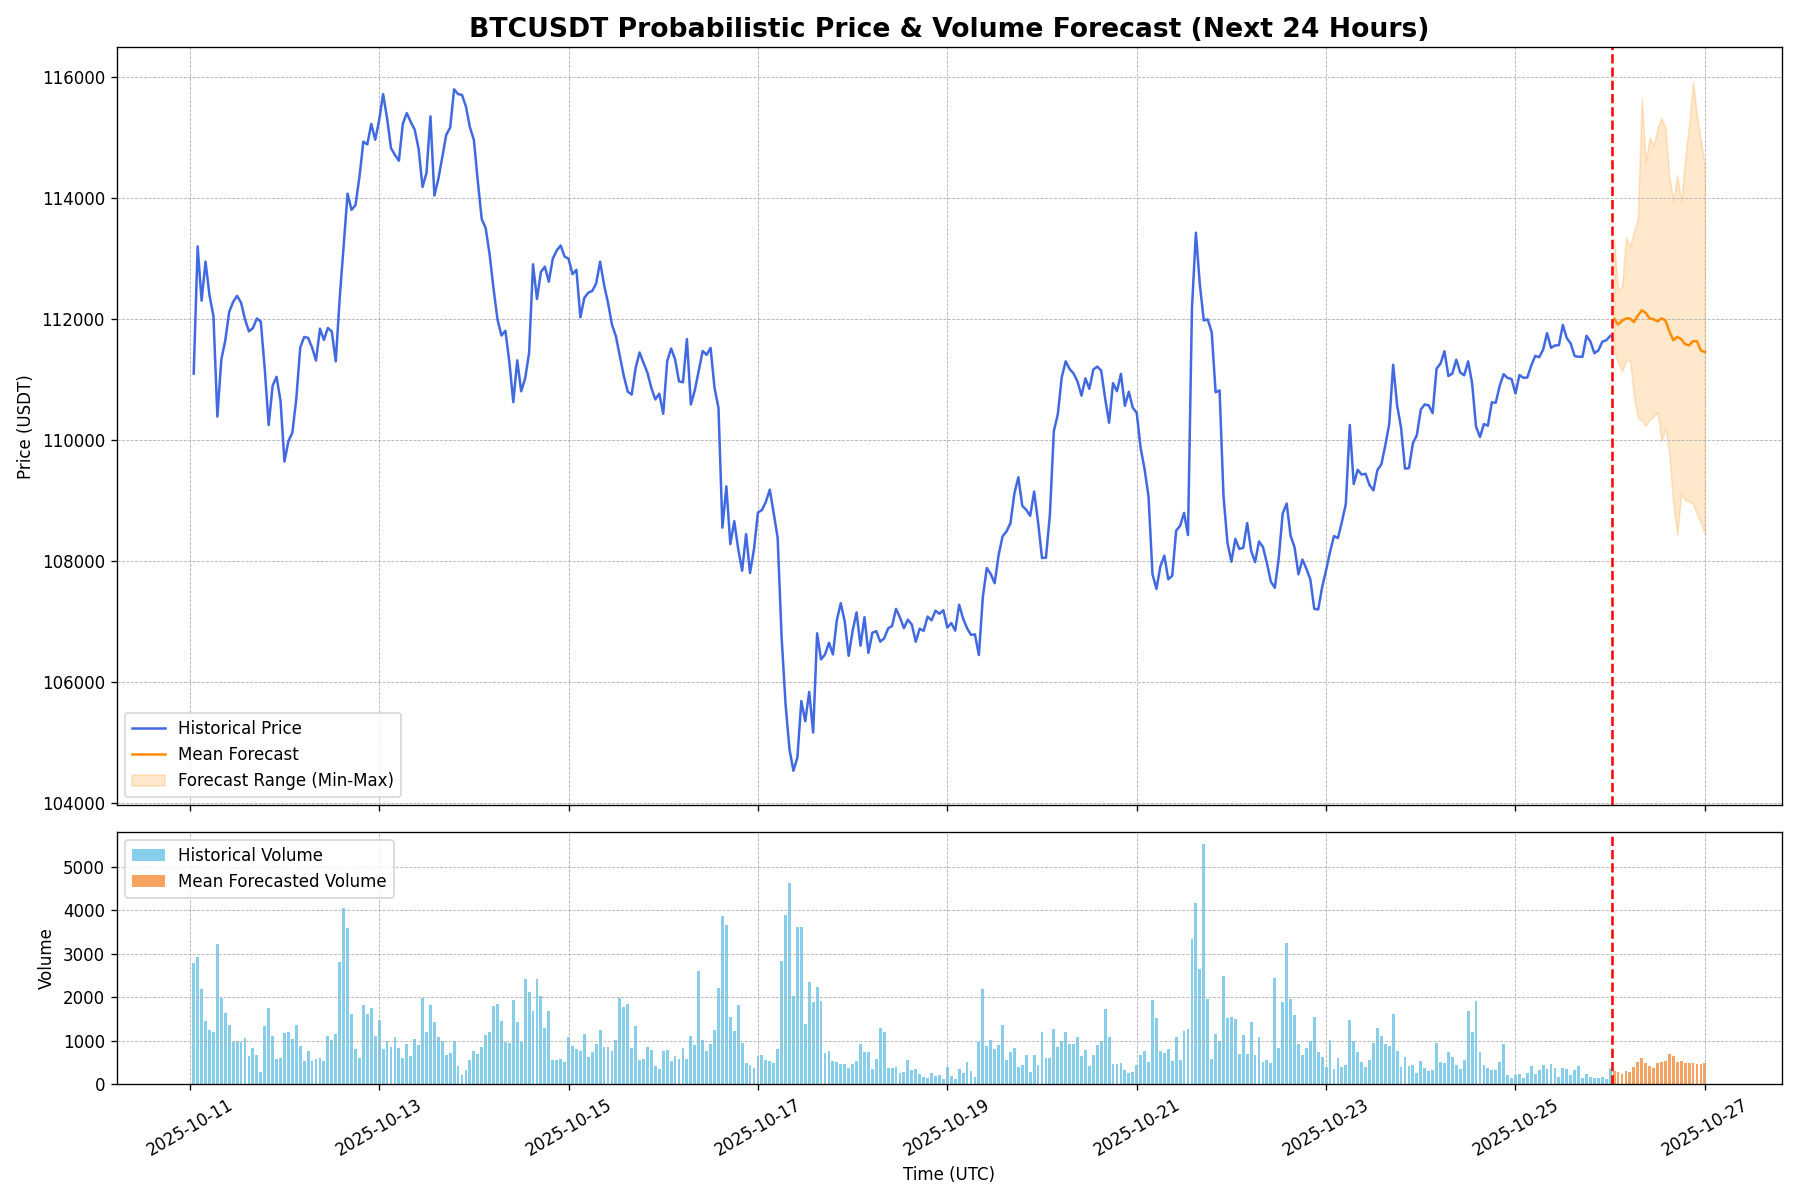 BTCUSDT Probabilistic Price & Volume Forecast (Next 24 Hours)
116000
114000
112000
110000
108000
106000
104000
Price (USDT)
Historical Price
Mean Forecast
Forecast Range (Min-Max)
5000
4000
3000
2000
1000
0
Volume
Historical Volume
Mean Forecasted Volume
2025-10-11
2025-10-13
2025-10-15
2025-10-17
2025-10-19
2025-10-21
2025-10-23
2025-10-25
2025-10-27
Time (UTC)